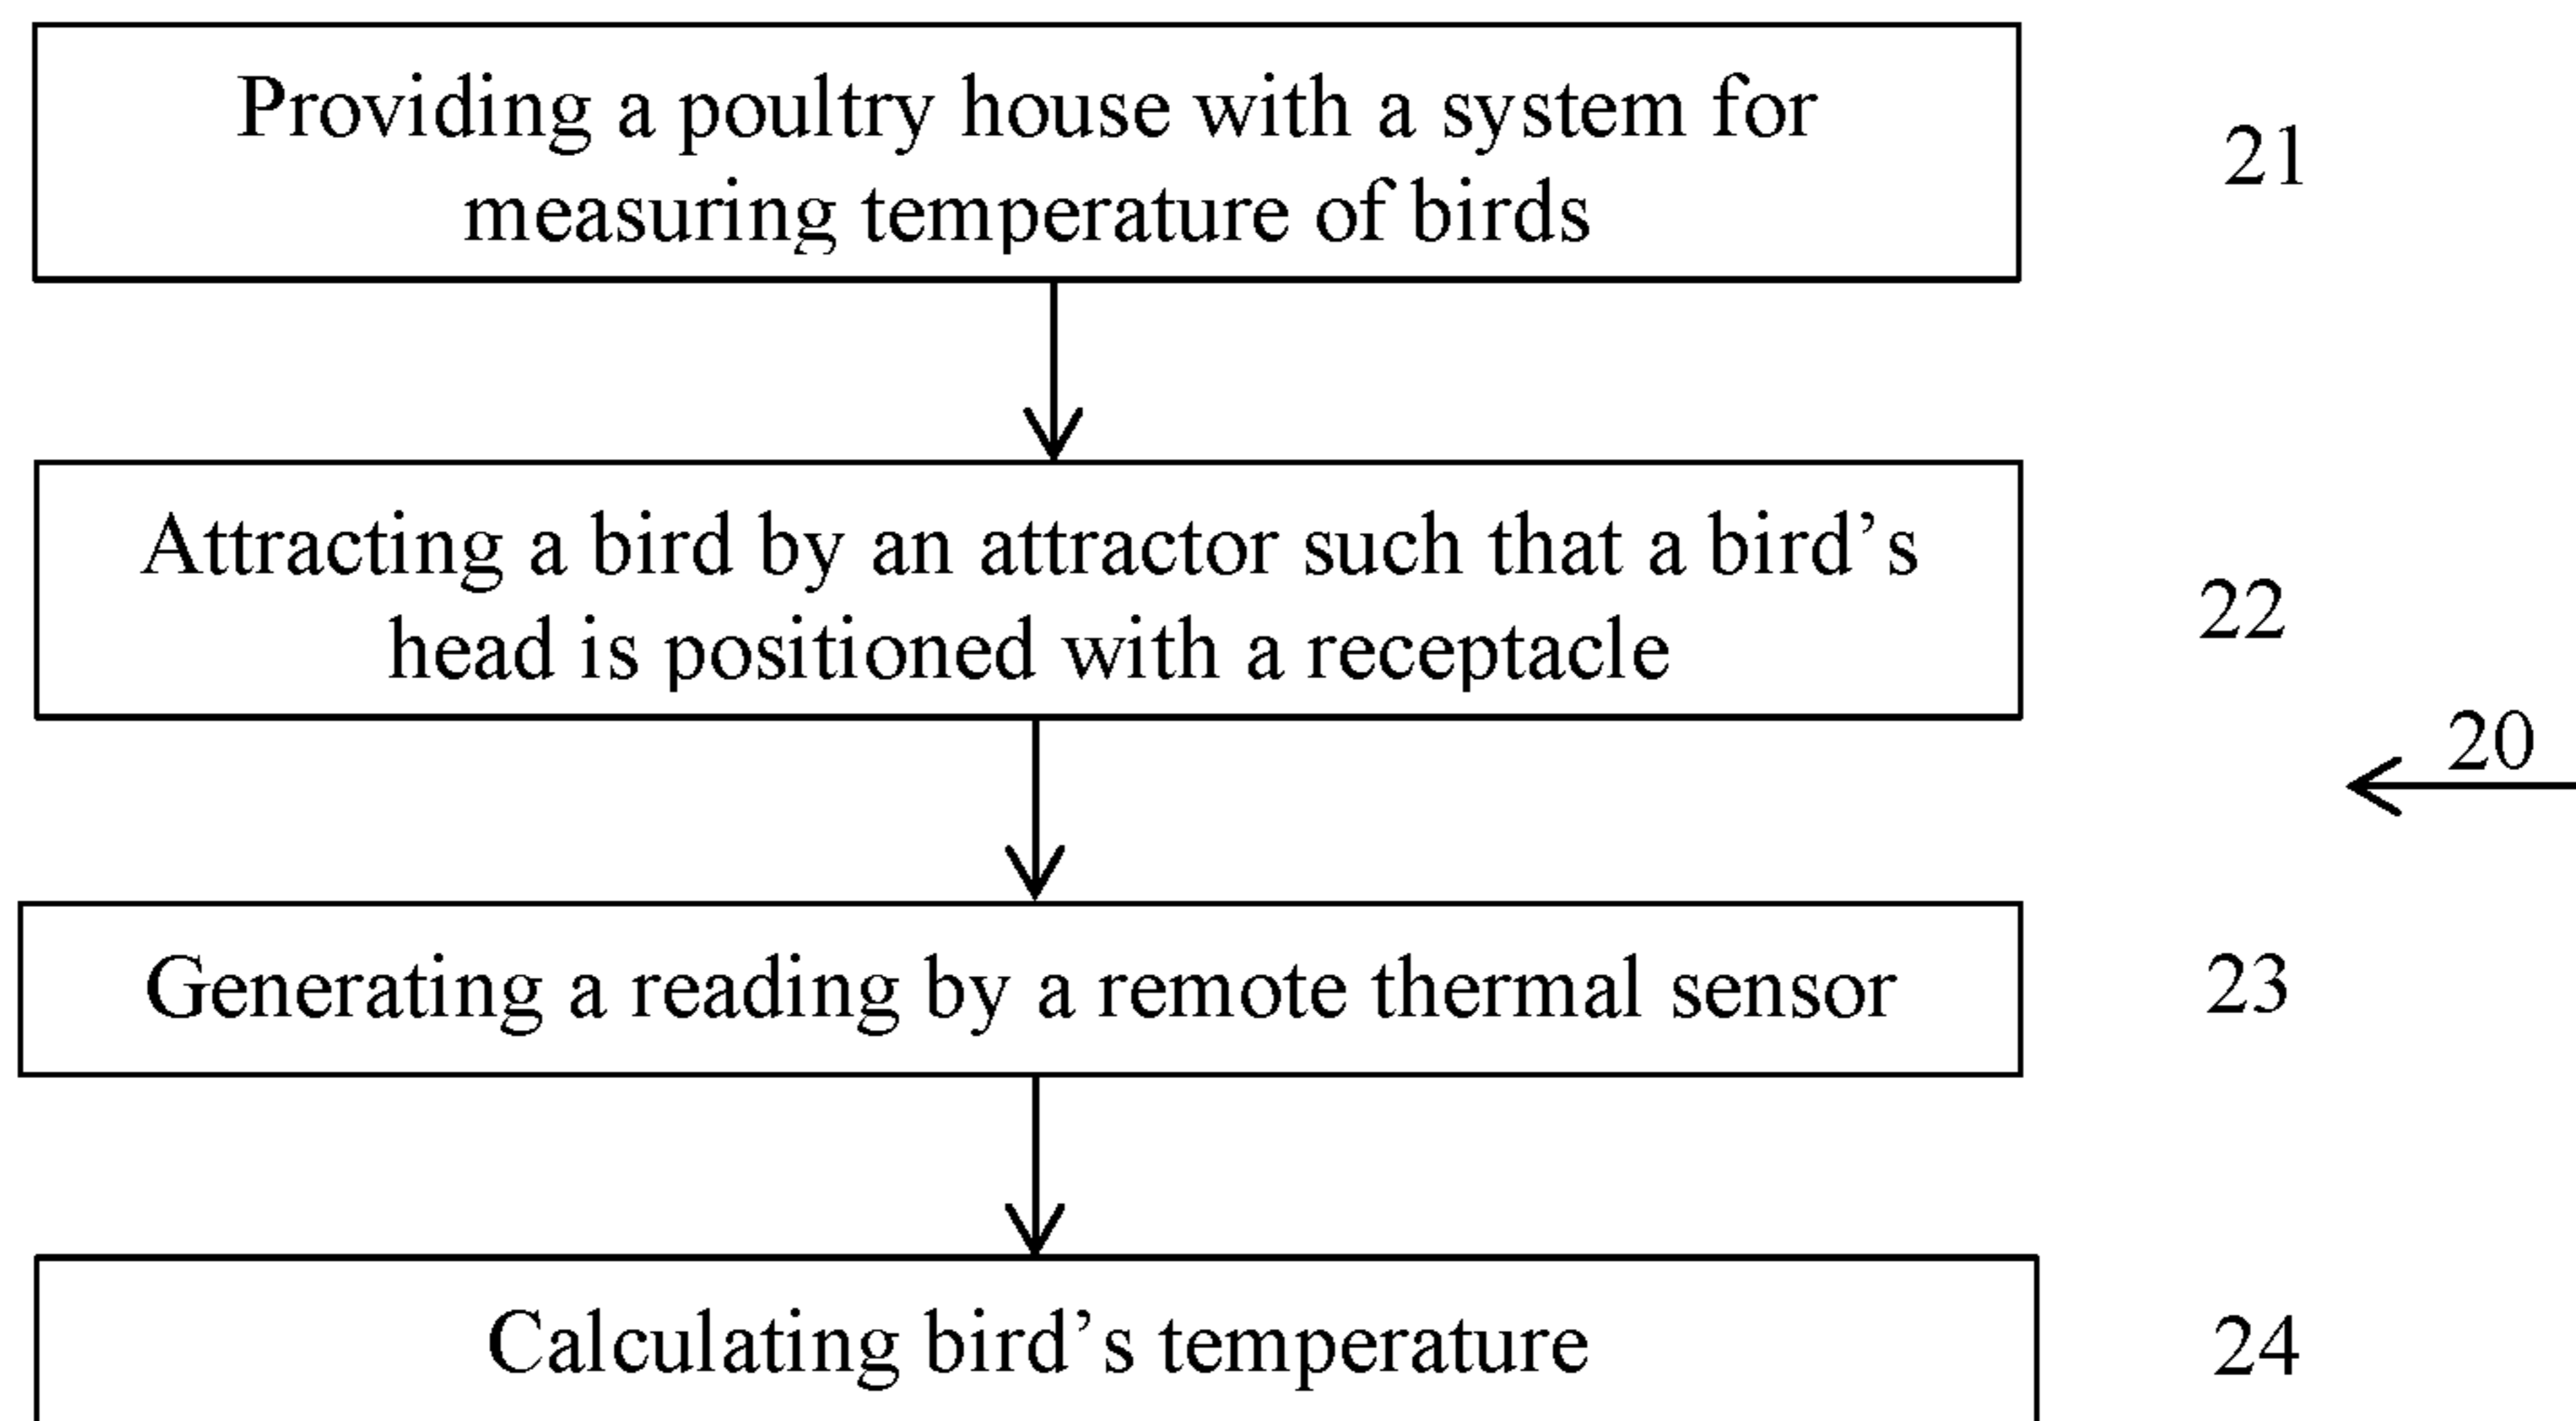 Providing a poultry house with a system for
measuring temperature of birds
21
Attracting a bird by an attractor such that a bird’s
head is positioned with a receptacle
22
20
Generating a reading by a remote thermal sensor
23
Calculating bird’s temperature
24